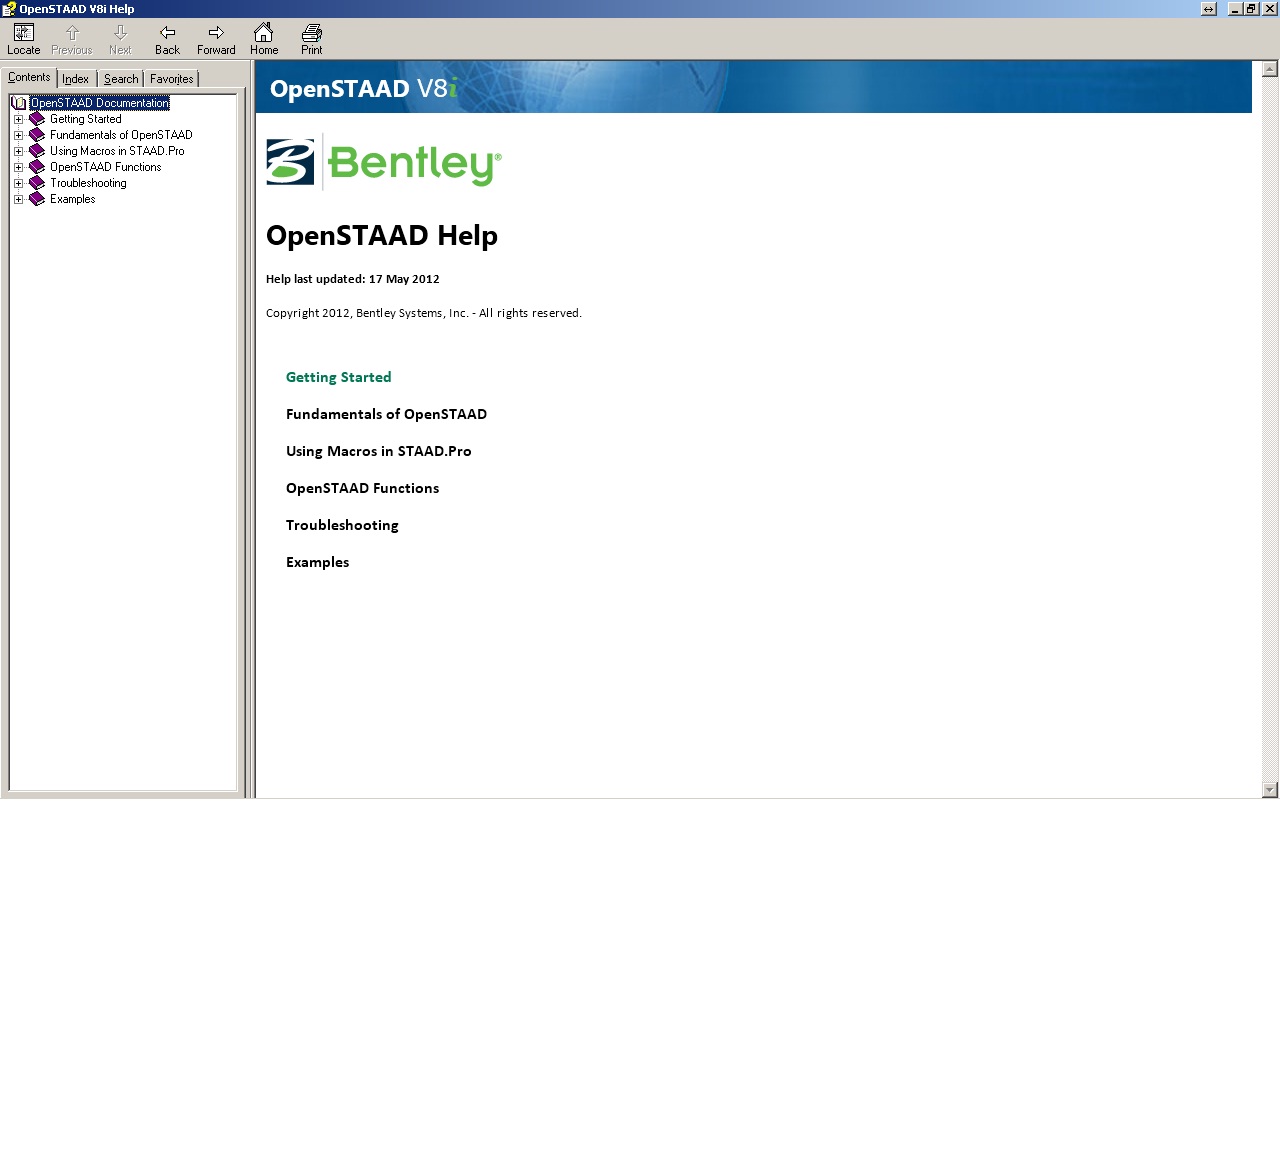 OpenSTAAD V8i Help
Locate Previous Next Back Forward Home Print
Contents Index Search Favorites
OpenSTAAD Documentation
Getting Started
Fundamentals of OpenSTAAD
Using Macros in STAAD.Pro
OpenSTAAD Functions
Troubleshooting
Examples
OpenSTAAD V8i
Bentley®
OpenSTAAD Help
Help last updated: 17 May 2012
Copyright 2012, Bentley Systems, Inc. - All rights reserved.
Getting Started
Fundamentals of OpenSTAAD
Using Macros in STAAD.Pro
OpenSTAAD Functions
Troubleshooting
Examples